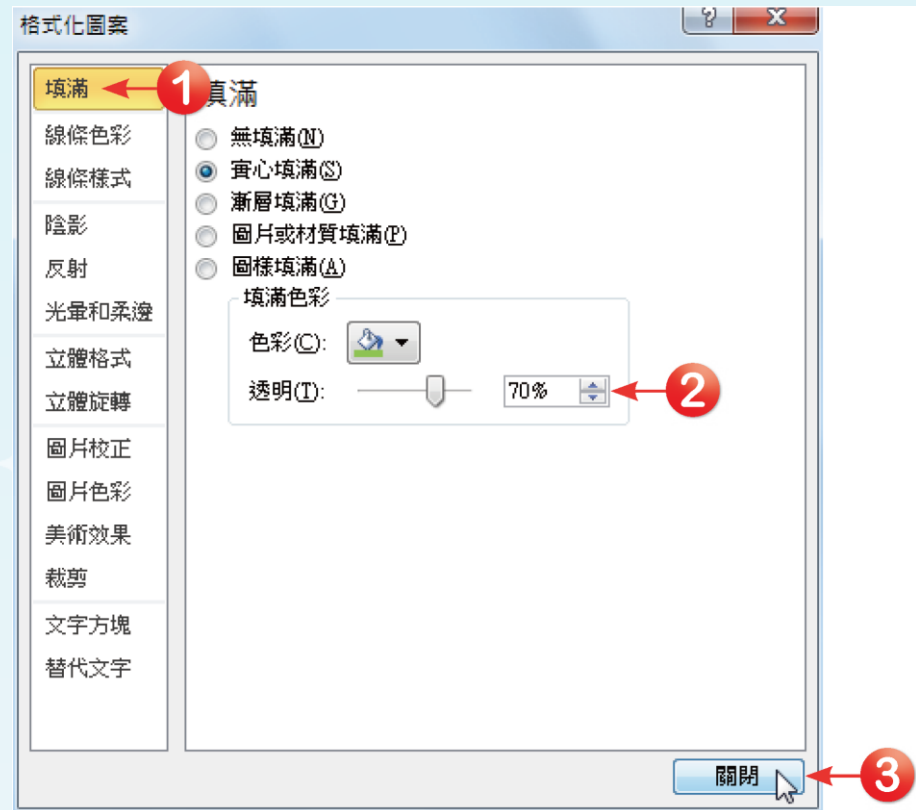 格式化圖案
?
X
填滿
線條色彩
線條樣式
陰影
反射
光暈和柔邊
立體格式
立體旋轉
圖片校正
圖片色彩
美術效果
裁剪
文字方塊
替代文字
1
填滿
無填滿(N)
實心填滿(S)
漸層填滿(G)
圖片或材質填滿(P)
圖樣填滿(A)
填滿色彩
色彩(C):
透明(T): 70% 2
關閉 3